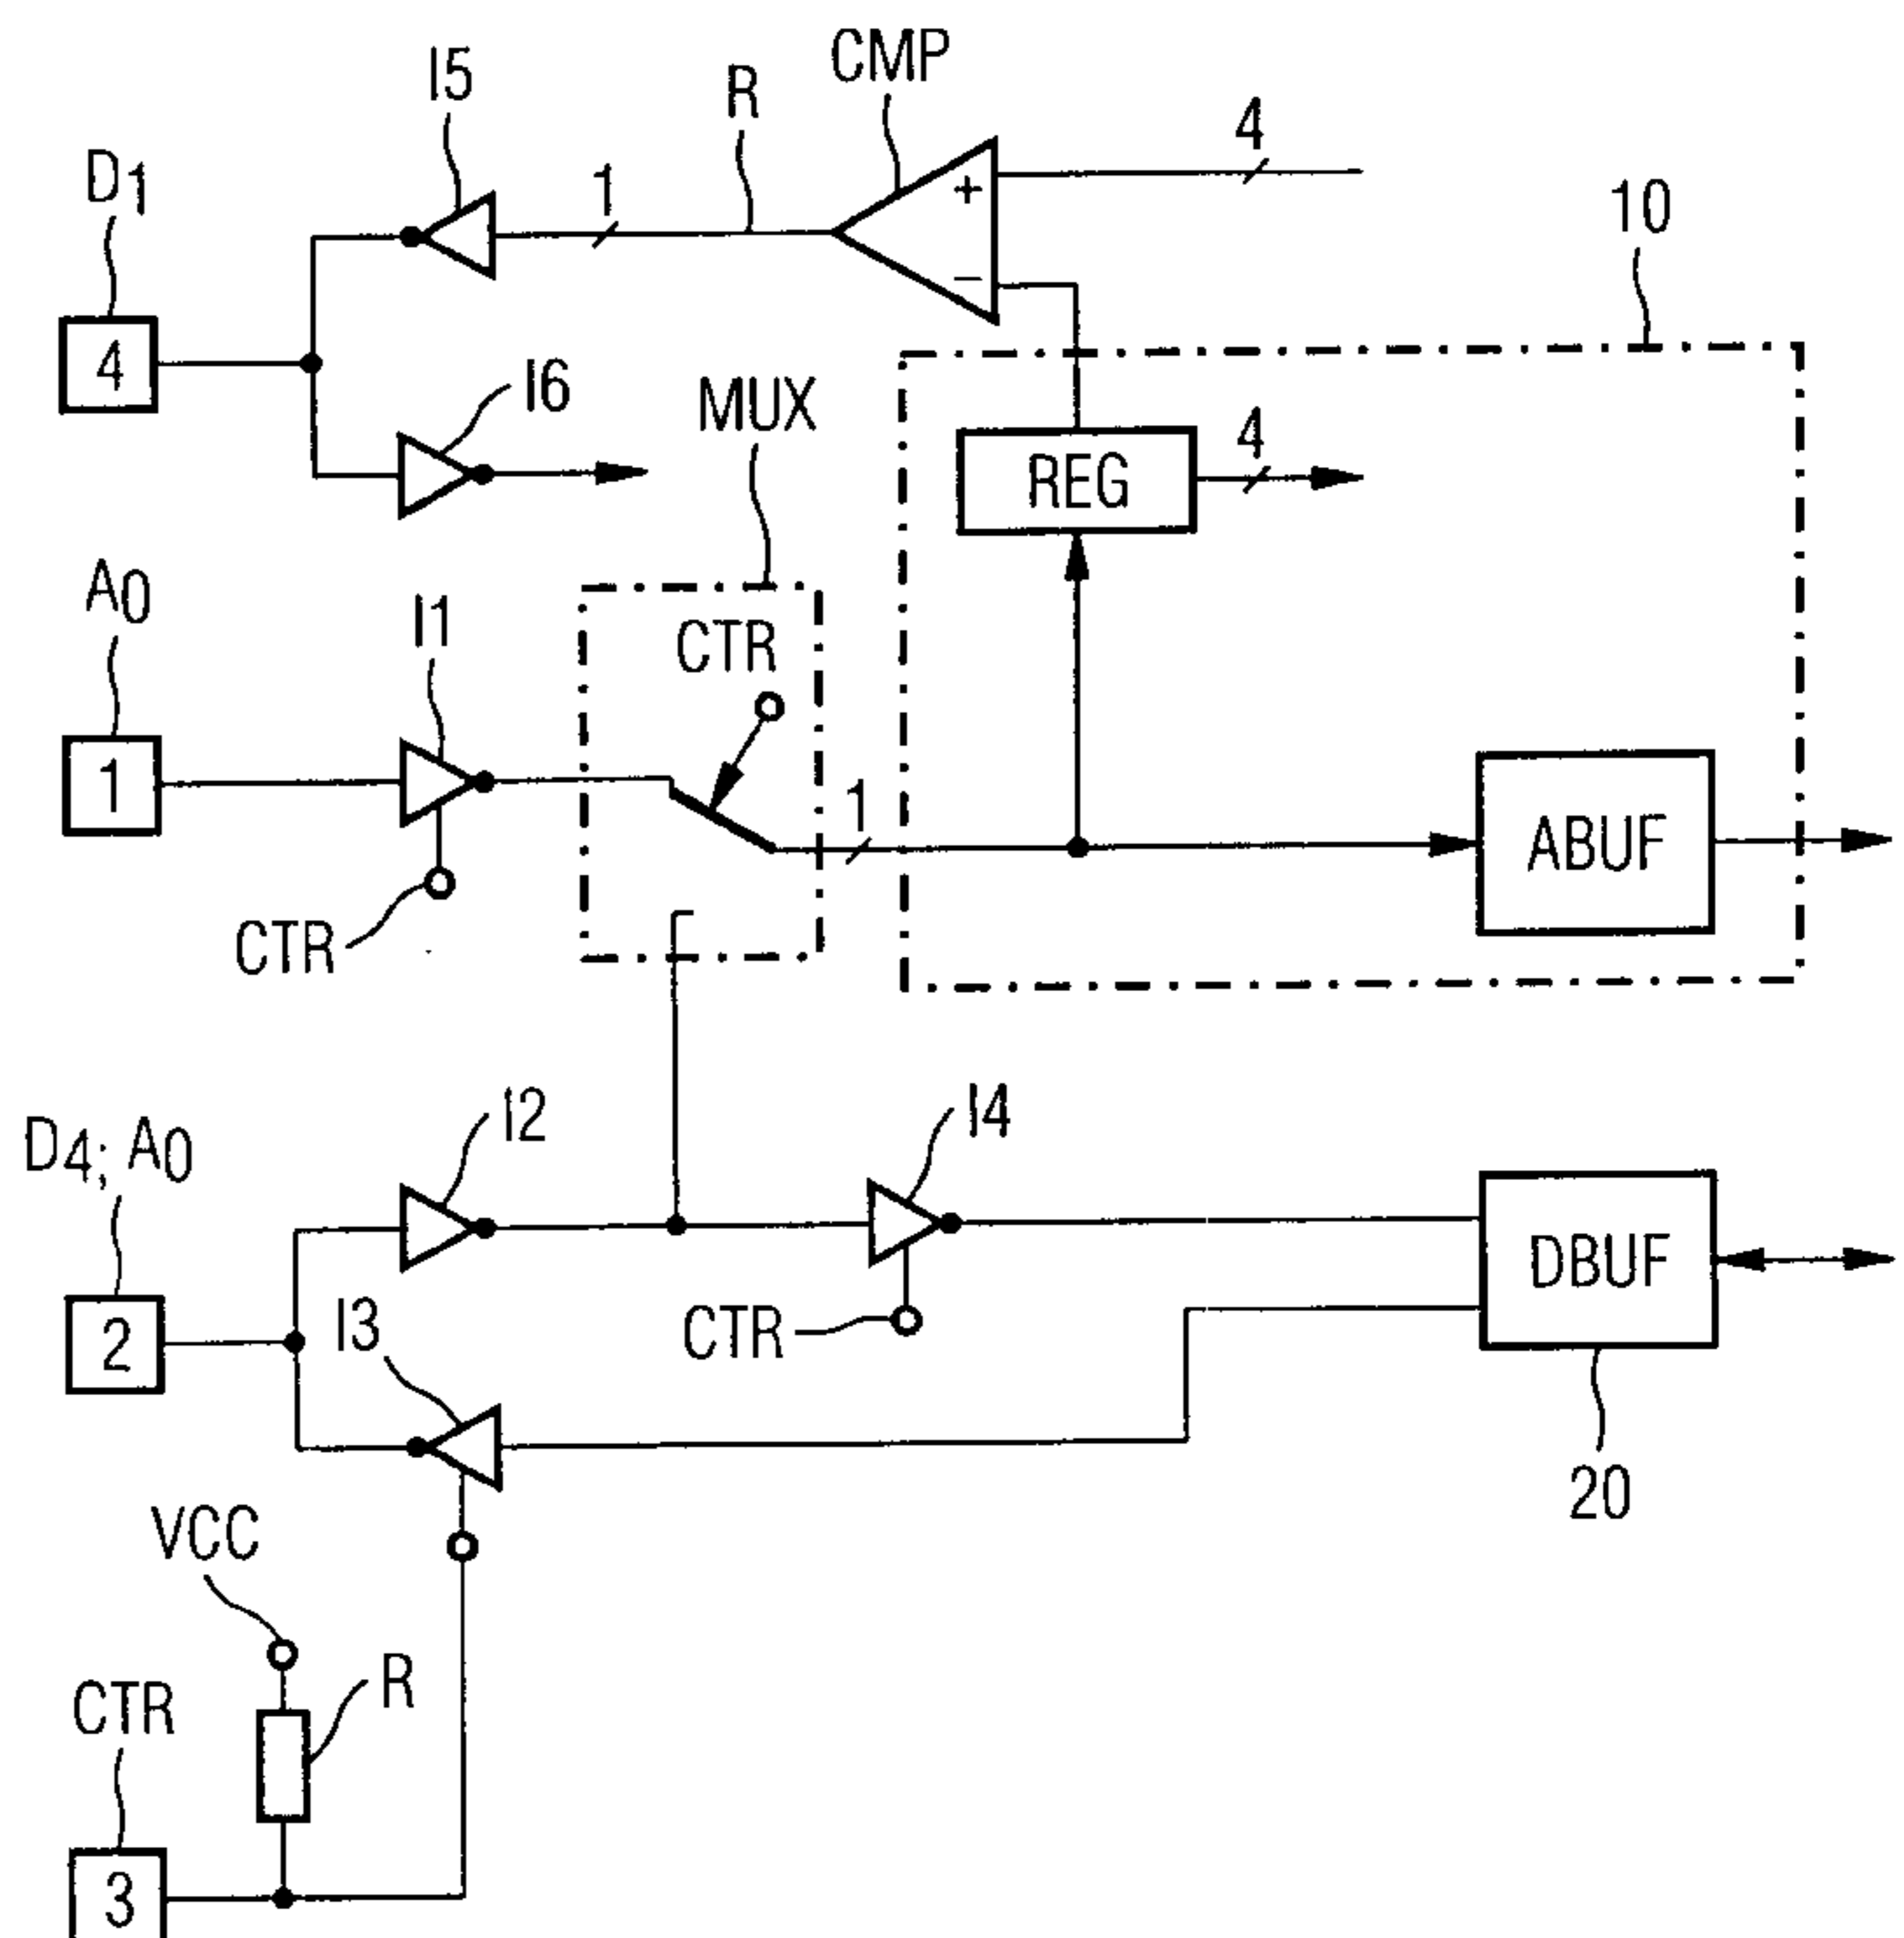 CMP
I5
R
4
D1
1
10
+
−
4
I6
MUX
4
REG
A0
I1
CTR
1
1
ABUF
CTR
I2
I4
D4; A0
I3
DBUF
2
CTR
20
VCC
R
CTR
3